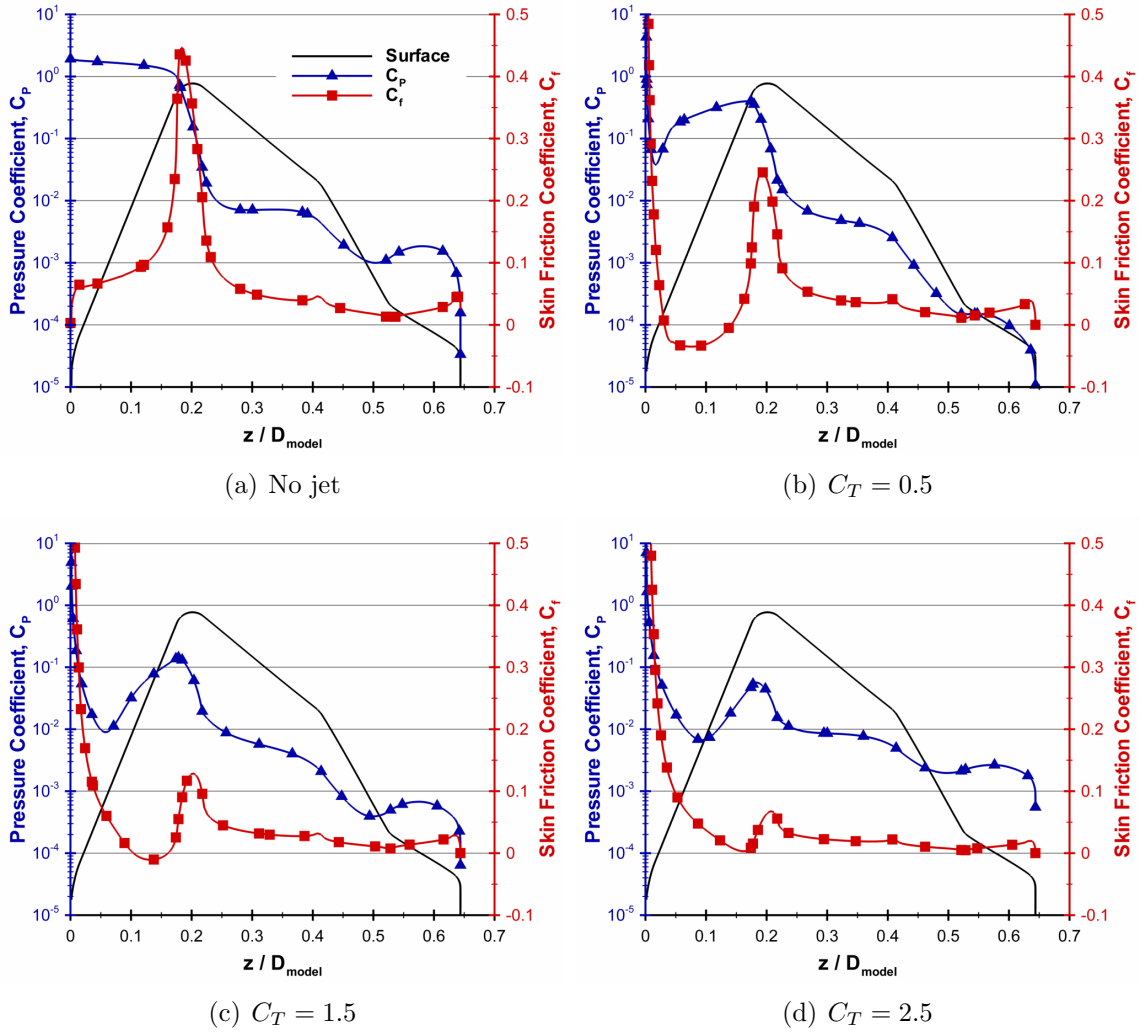 Pressure Coefficient, C_P
10^1
10^0
10^-1
10^-2
10^-3
10^-4
10^-5
Surface
C_P
C_f
0.5
0.4
0.3
0.2
0.1
0
-0.1
Skin Friction Coefficient, C_f
0 0.1 0.2 0.3 0.4 0.5 0.6 0.7
z / D_model
(a) No jet
Pressure Coefficient, C_P
10^1
10^0
10^-1
10^-2
10^-3
10^-4
10^-5
0.5
0.4
0.3
0.2
0.1
0
-0.1
Skin Friction Coefficient, C_f
0 0.1 0.2 0.3 0.4 0.5 0.6 0.7
z / D_model
(b) C_T = 0.5
Pressure Coefficient, C_P
10^1
10^0
10^-1
10^-2
10^-3
10^-4
10^-5
0.5
0.4
0.3
0.2
0.1
0
-0.1
Skin Friction Coefficient, C_f
0 0.1 0.2 0.3 0.4 0.5 0.6 0.7
z / D_model
(c) C_T = 1.5
Pressure Coefficient, C_P
10^1
10^0
10^-1
10^-2
10^-3
10^-4
10^-5
0.5
0.4
0.3
0.2
0.1
0
-0.1
Skin Friction Coefficient, C_f
0 0.1 0.2 0.3 0.4 0.5 0.6 0.7
z / D_model
(d) C_T = 2.5